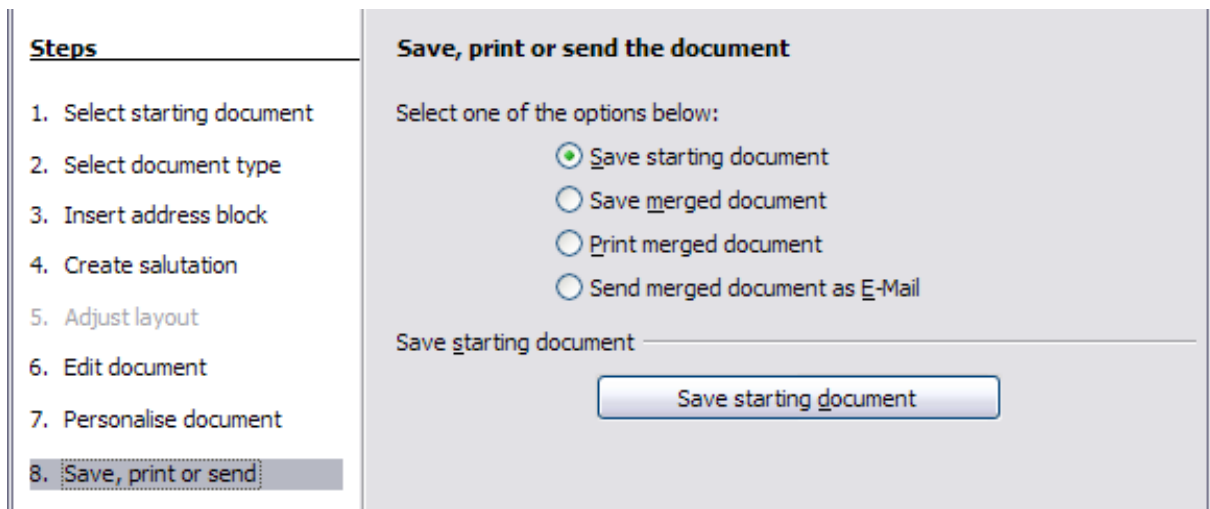 Steps
1. Select starting document
2. Select document type
3. Insert address block
4. Create salutation
5. Adjust layout
6. Edit document
7. Personalise document
8. Save, print or send
Save, print or send the document
Select one of the options below:
Save starting document
Save merged document
Print merged document
Send merged document as E-Mail
Save starting document
Save starting document